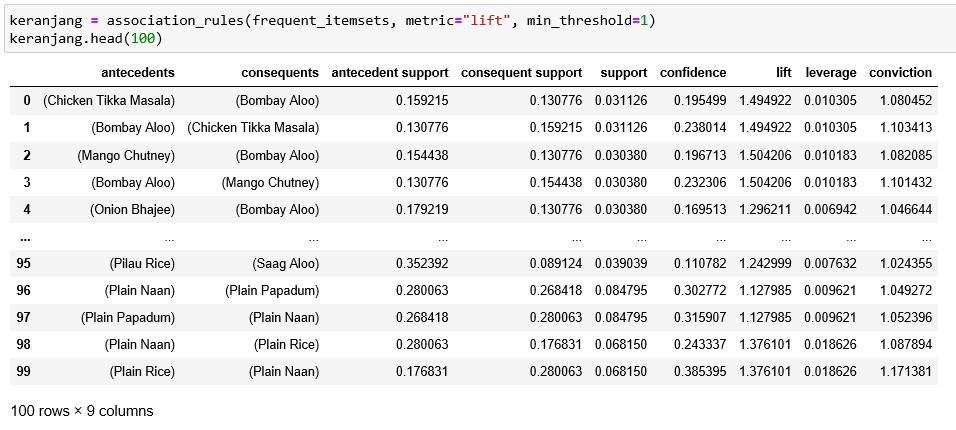 keranjang = association_rules(frequent_itemsets, metric="lift", min_threshold=1)
keranjang.head(100)
antecedents consequents antecedent support consequent support support confidence lift leverage conviction
0 (Chicken Tikka Masala) (Bombay Aloo) 0.159215 0.130776 0.031126 0.195499 1.494922 0.010305 1.080452
1 (Bombay Aloo) (Chicken Tikka Masala) 0.130776 0.159215 0.031126 0.238014 1.494922 0.010305 1.103413
2 (Mango Chutney) (Bombay Aloo) 0.154438 0.130776 0.030380 0.196713 1.504206 0.010183 1.082085
3 (Bombay Aloo) (Mango Chutney) 0.130776 0.154438 0.030380 0.232306 1.504206 0.010183 1.101432
4 (Onion Bhajee) (Bombay Aloo) 0.179219 0.130776 0.030380 0.169513 1.296211 0.006942 1.046644
... ... ... ... ... ... ... ... ... ...
95 (Pilau Rice) (Saag Aloo) 0.352392 0.089124 0.039039 0.110782 1.242999 0.007632 1.024355
96 (Plain Naan) (Plain Papadum) 0.280063 0.268418 0.084795 0.302772 1.127985 0.009621 1.049272
97 (Plain Papadum) (Plain Naan) 0.268418 0.280063 0.084795 0.315907 1.127985 0.009621 1.052396
98 (Plain Naan) (Plain Rice) 0.280063 0.176831 0.068150 0.243337 1.376101 0.018626 1.087894
99 (Plain Rice) (Plain Naan) 0.176831 0.280063 0.068150 0.385395 1.376101 0.018626 1.171381
100 rows × 9 columns